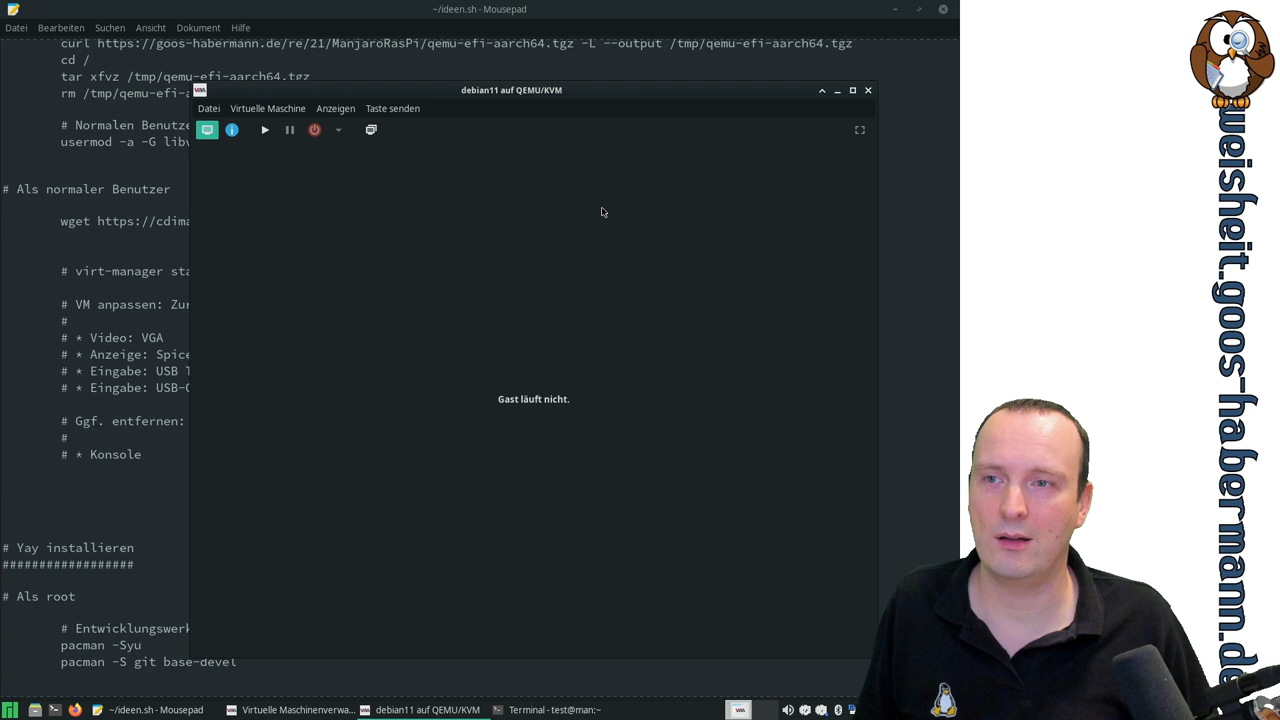 ~/ideen.sh - Mousepad
Datei Bearbeiten Suchen Ansicht Dokument Hilfe
curl https://goos-habermann.de/re/21/ManjaroRasPi/qemu-efi-aarch64.tgz -L --output /tmp/qemu-efi-aarch64.tgz
cd /
tar xfvz /tmp/qemu-efi-aarch64.tgz
rm /tmp/qemu-efi-a
# Normalen Benutze
usermod -a -G libv
# Als normaler Benutzer
wget https://cdima
# virt-manager sta
# VM anpassen: Zur
#
# * Video: VGA
# * Anzeige: Spice
# * Eingabe: USB T
# * Eingabe: USB-G
# Ggf. entfernen:
#
# * Konsole
# Yay installieren
##################
# Als root
# Entwicklungswerk
pacman -Syu
pacman -S git base-devel
debian11 auf QEMU/KVM
Datei Virtuelle Maschine Anzeigen Taste senden
Gast läuft nicht.
~/ideen.sh - Mousepad
Virtuelle Maschinenverwa...
debian11 auf QEMU/KVM
Terminal - test@man:~
weisheit.goos-habermann.de